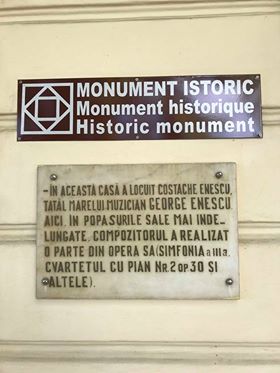 MONUMENT ISTORIC
Monument historique
Historic monument
- ÎN ACEASTĂ CASĂ A LOCUIT COSTACHE ENESCU,
TATĂL MARELUI MUZICIAN GEORGE ENESCU.
AICI, ÎN POPASURILE SALE MAI INDE-
LUNGATE, COMPOZITORUL A REALIZAT
O PARTE DIN OPERA SA (SIMFONIA a III a,
CVARTETUL CU PIAN Nr. 2 op 30 ȘI
ALTELE).